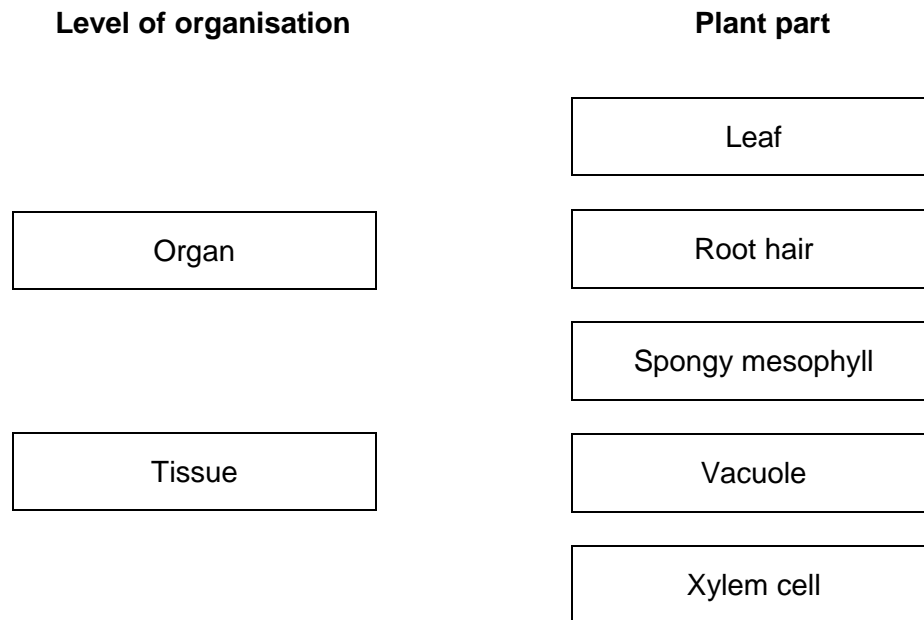 Level of organisation
Plant part
Leaf
Organ
Root hair
Spongy mesophyll
Tissue
Vacuole
Xylem cell